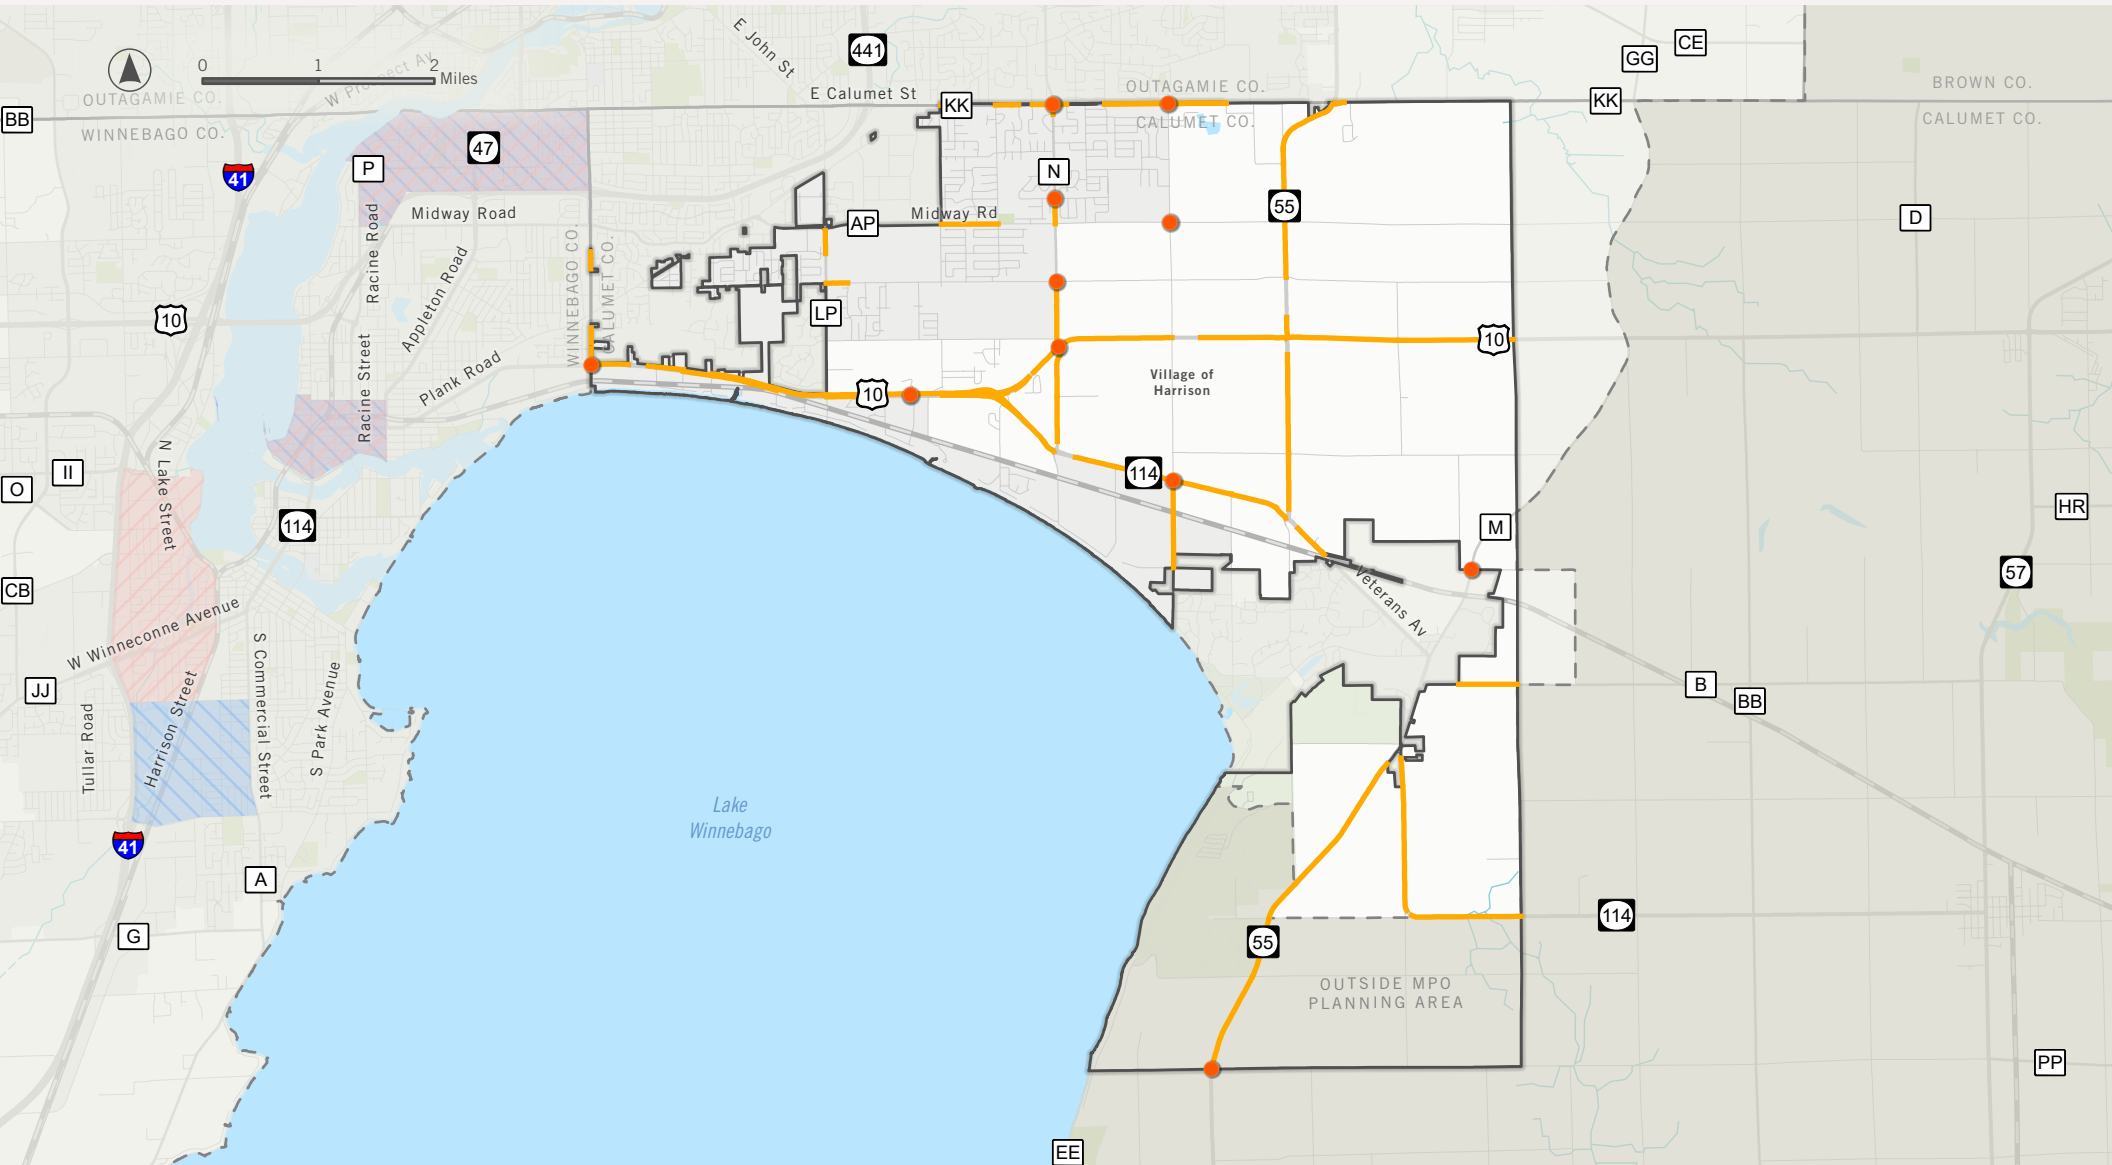 E John St
441
CE
GG
0 1 2
Miles
W Prospect Av
OUTAGAMIE CO.
WINNEBAGO CO.
OUTAGAMIE CO.
CALUMET CO.
BROWN CO.
CALUMET CO.
E Calumet St
KK
KK
BB
47
P
41
N
55
D
Midway Road
AP
Midway Rd
Racine Road
Appleton Road
WINNEBAGO CO.
CALUMET CO.
10
LP
10
Racine Street
Plank Road
10
Village of
Harrison
N Lake Street
II
O
114
114
M
HR
57
CB
Veterans Av
W Winneconne Avenue
S Commercial Street
S Park Avenue
JJ
Harrison Street
Tullar Road
B
BB
Lake
Winnebago
41
A
G
114
55
OUTSIDE MPO
PLANNING AREA
PP
EE